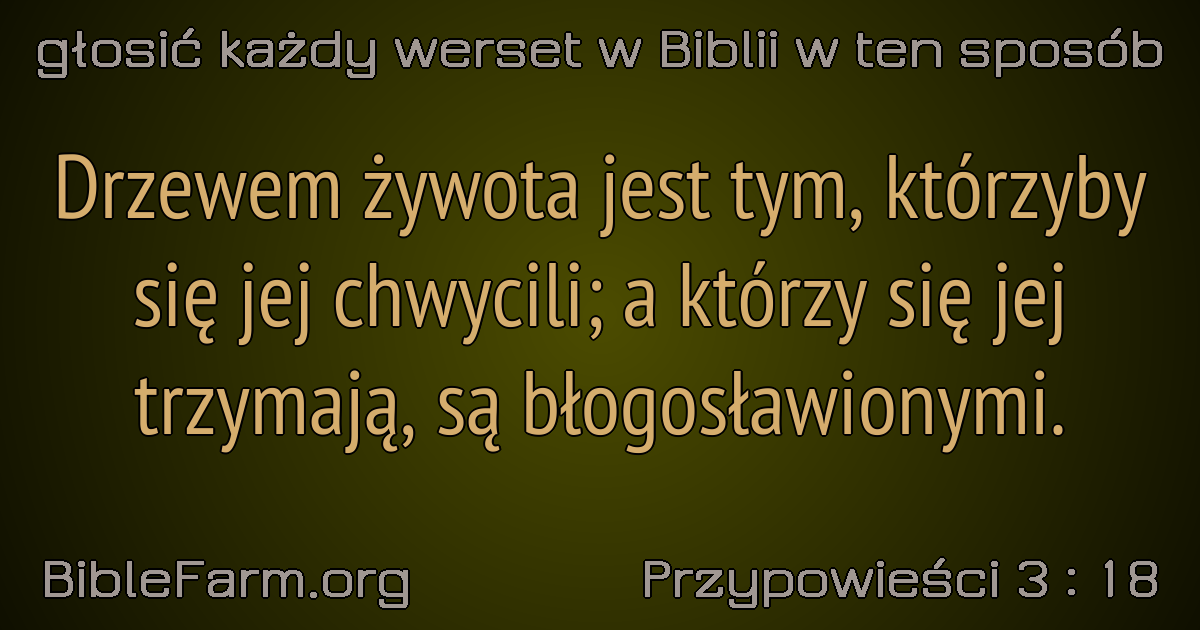 głosić każdy werset w Biblii w ten sposób
Drzewem żywota jest tym, którzyby
się jej chwycili; a którzy się jej
trzymają, są błogosławionymi.
BibleFarm.org
Przypowieści 3 : 18